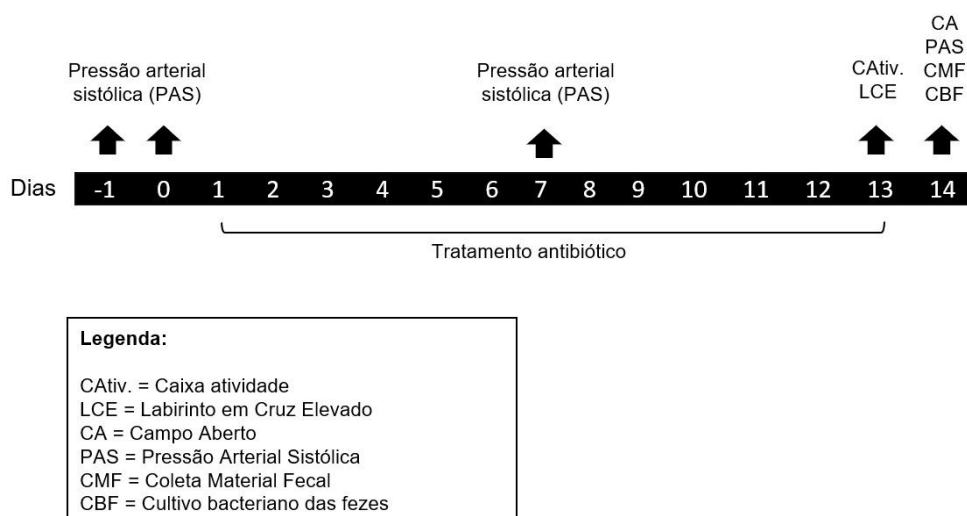 CA
PAS
CMF
CBF
Pressão arterial
sistólica (PAS)
Pressão arterial
sistólica (PAS)
CAtiv.
LCE
Dias -1 0 1 2 3 4 5 6 7 8 9 10 11 12 13 14
Tratamento antibiótico
Legenda:
CAtiv. = Caixa atividade
LCE = Labirinto em Cruz Elevado
CA = Campo Aberto
PAS = Pressão Arterial Sistólica
CMF = Coleta Material Fecal
CBF = Cultivo bacteriano das fezes